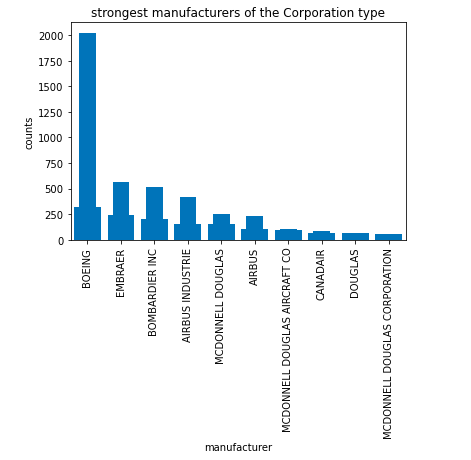 strongest manufacturers of the Corporation type
counts
2000
1750
1500
1250
1000
750
500
250
0
BOEING
EMBRAER
BOMBARDIER INC
AIRBUS INDUSTRIE
MCDONNELL DOUGLAS
AIRBUS
MCDONNELL DOUGLAS AIRCRAFT CO
CANADAIR
DOUGLAS
MCDONNELL DOUGLAS CORPORATION
manufacturer